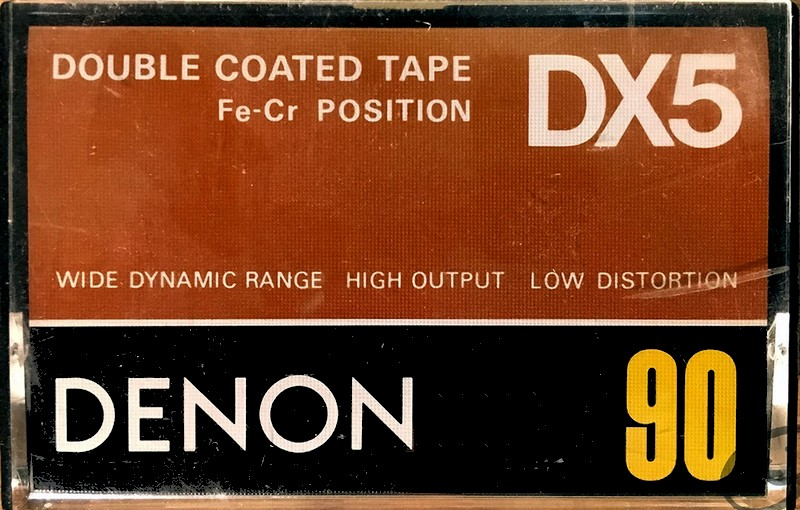 DOUBLE COATED TAPE DX5
Fe-Cr POSITION
WIDE DYNAMIC RANGE HIGH OUTPUT LOW DISTORTION
DENON 90